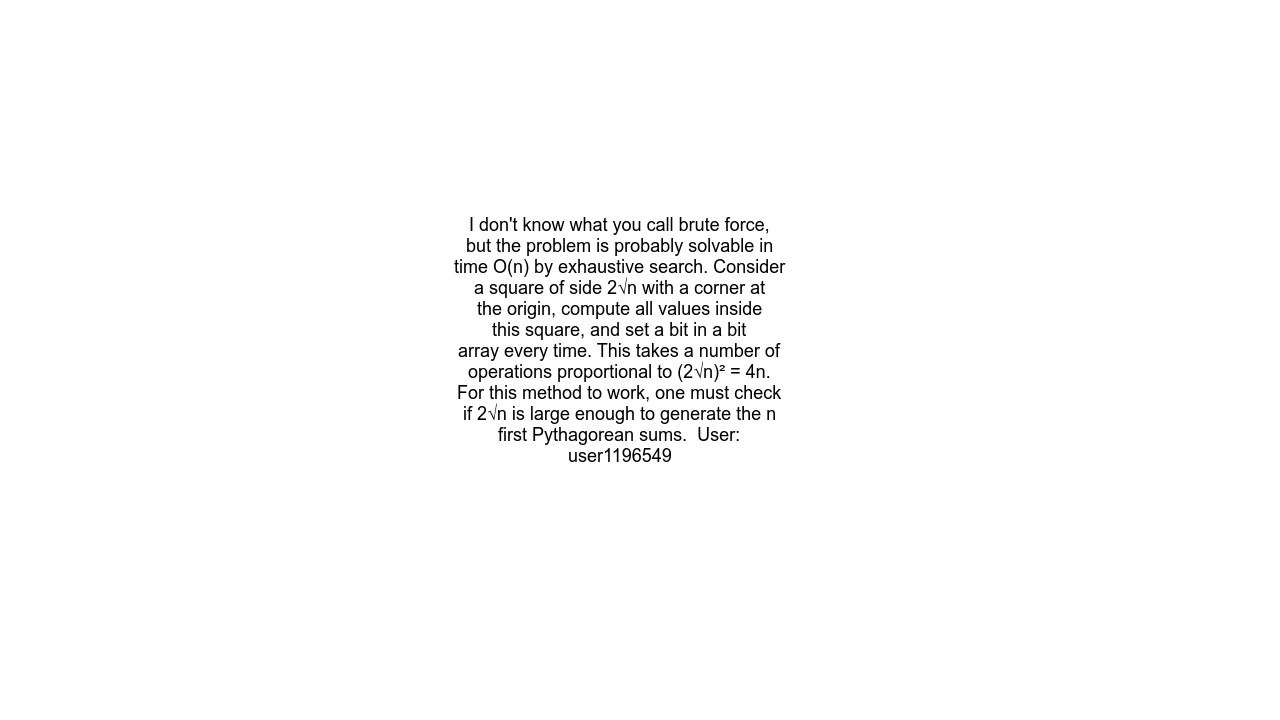 I don't know what you call brute force,
but the problem is probably solvable in
time O(n) by exhaustive search. Consider
a square of side 2√n with a corner at
the origin, compute all values inside
this square, and set a bit in a bit
array every time. This takes a number of
operations proportional to (2√n)² = 4n.
For this method to work, one must check
if 2√n is large enough to generate the n
first Pythagorean sums.  User:
user1196549